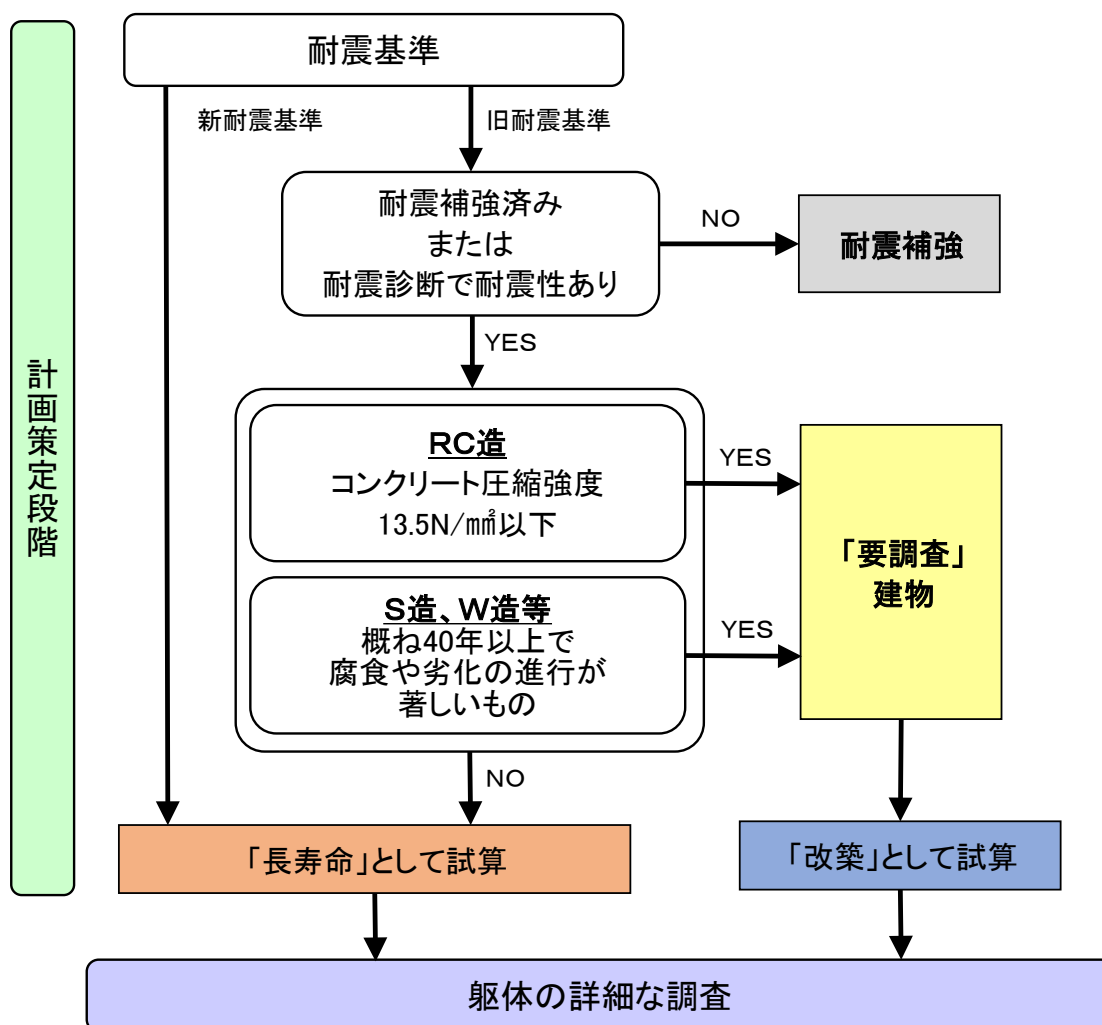 耐震基準
新耐震基準
旧耐震基準
耐震補強済み
または
耐震診断で耐震性あり
NO
耐震補強
YES
計画策定段階
RC造
コンクリート圧縮強度
13.5N/㎟以下
YES
「要調査」
建物
S造、W造等
概ね40年以上で
腐食や劣化の進行が
著しいもの
YES
NO
「長寿命」として試算
「改築」として試算
躯体の詳細な調査